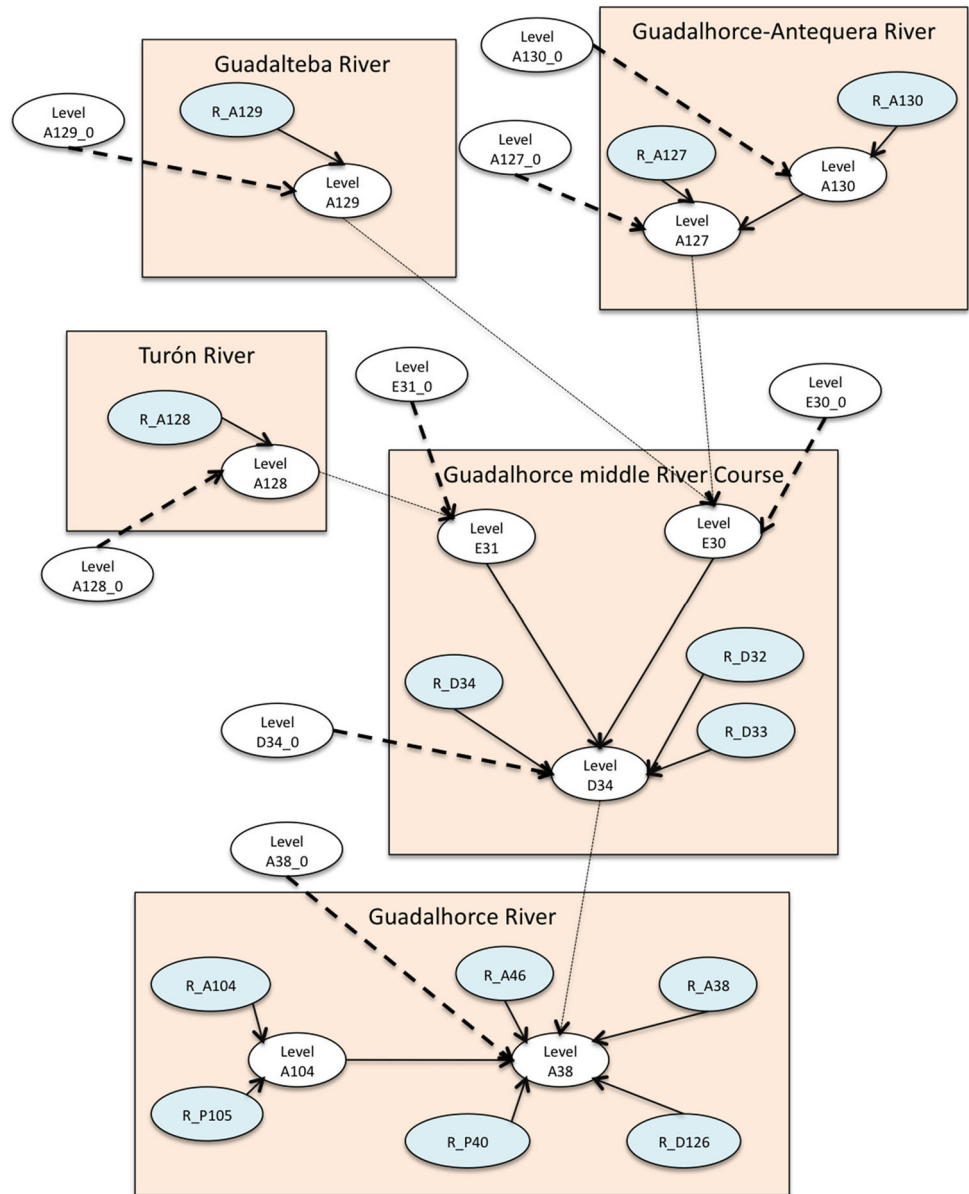 Level
A130_0
Guadalhorce-Antequera River
Guadalteba River
R_A129
R_A130
Level
A129_0
Level
A127_0
R_A127
Level
A129
Level
A130
Level
A127
Turón River
Level
E31_0
Level
E30_0
R_A128
Level
A128
Guadalhorce middle River Course
Level
E31
Level
E30
Level
A128_0
R_D32
R_D34
Level
D34_0
R_D33
Level
D34
Level
A38_0
Guadalhorce River
R_A104
R_A46
R_A38
Level
A104
Level
A38
R_P105
R_P40
R_D126